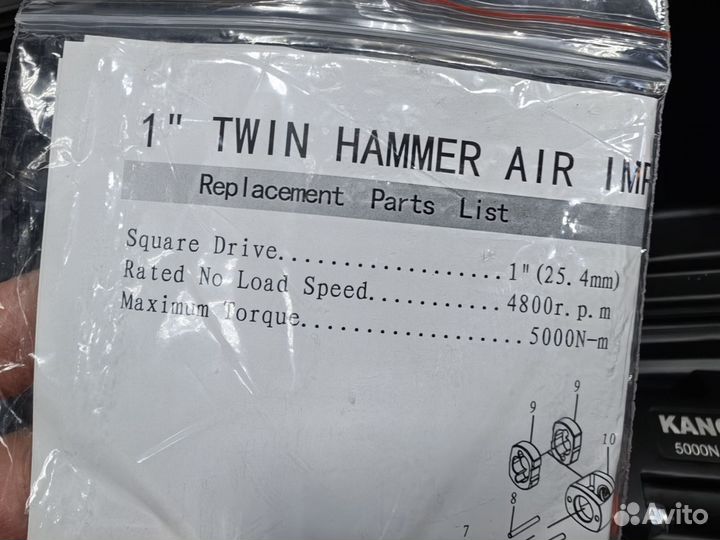 1" TWIN HAMMER AIR IMP
Replacement Parts List
Square Drive...................1"(25.4mm)
Rated No Load Speed............4800r.p.m
Maximum Torque....................5000N-m
9
9
10
8
7
KANG
5000N
Avito